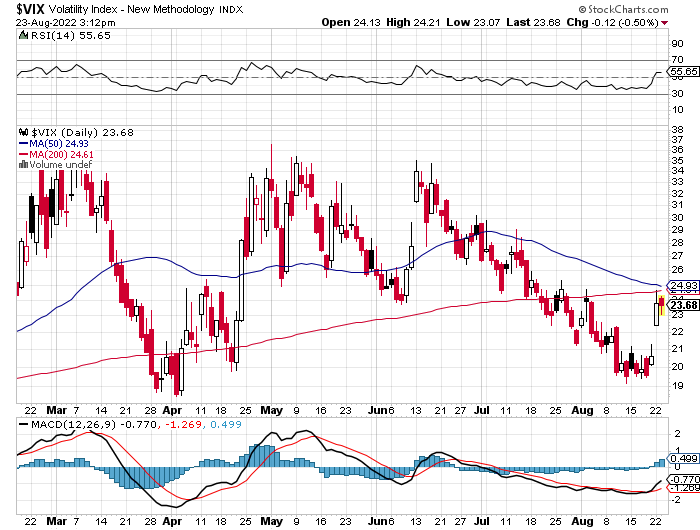 $VIX Volatility Index - New Methodology INDX
© StockCharts.com
23-Aug-2022 3:12pm
Open 24.13 High 24.21 Low 23.07 Last 23.68 Chg -0.12 (-0.50%)
RSI(14) 55.65
90
70
55.65
50
30
10
$VIX (Daily) 23.68
MA(50) 24.93
MA(200) 24.61
Volume undef
38
37
36
35
34
33
32
31
30
29
28
27
26
25
24.93
24
23.68
23
22
21
20
19
22 Mar 7 14 21 28 Apr 11 18 25 May 9 16 23 Jun 6 13 21 27 Jul 11 18 25 Aug 8 15 22
MACD(12,26,9) -0.770, -1.269, 0.499
2
1
0.499
0
-0.770
-1.269
-2
22 Mar 7 14 21 28 Apr 11 18 25 May 9 16 23 Jun 6 13 21 27 Jul 11 18 25 Aug 8 15 22